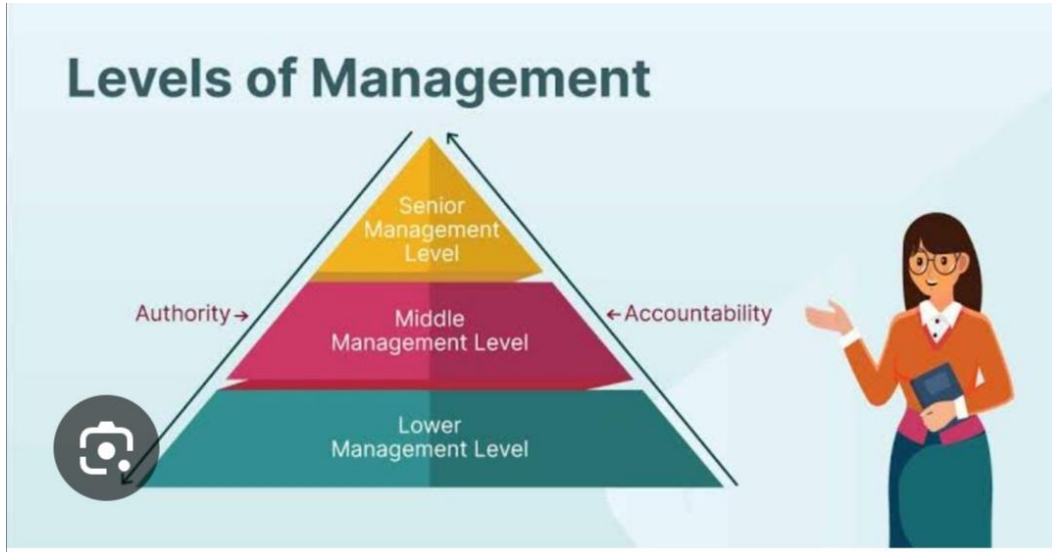 Levels of Management
Senior
Management
Level
Authority→
Middle
Management Level
←Accountability
Lower
Management Level